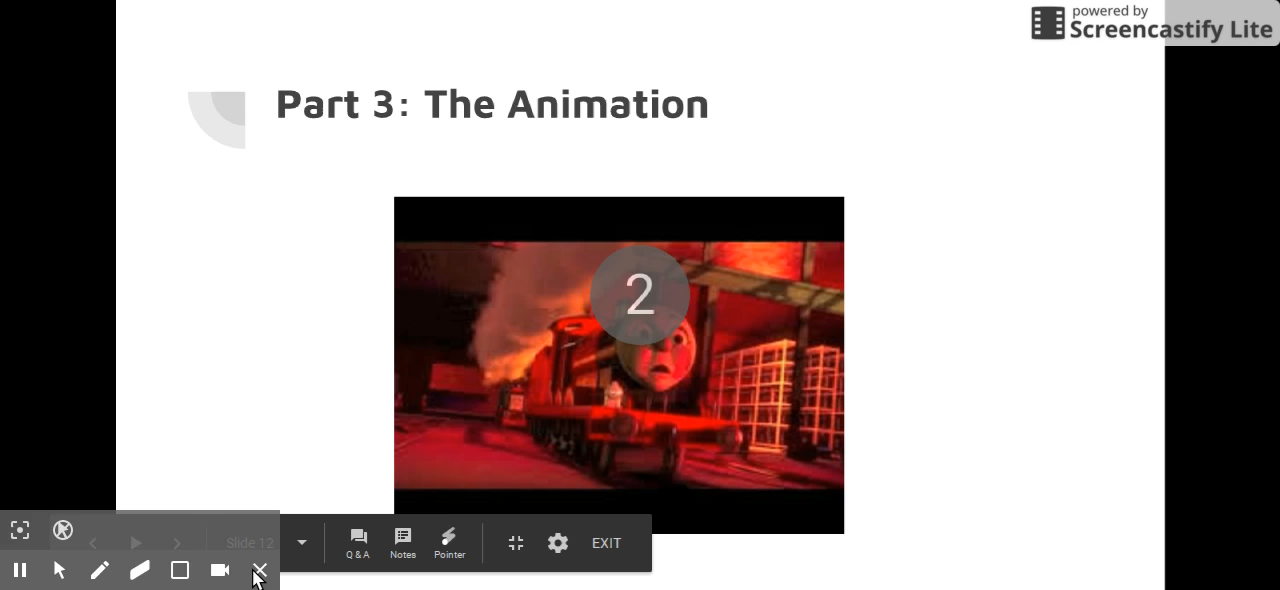 powered by
Screencastify Lite
Part 3: The Animation
2
Slide 12
Q & A
Notes
Pointer
EXIT